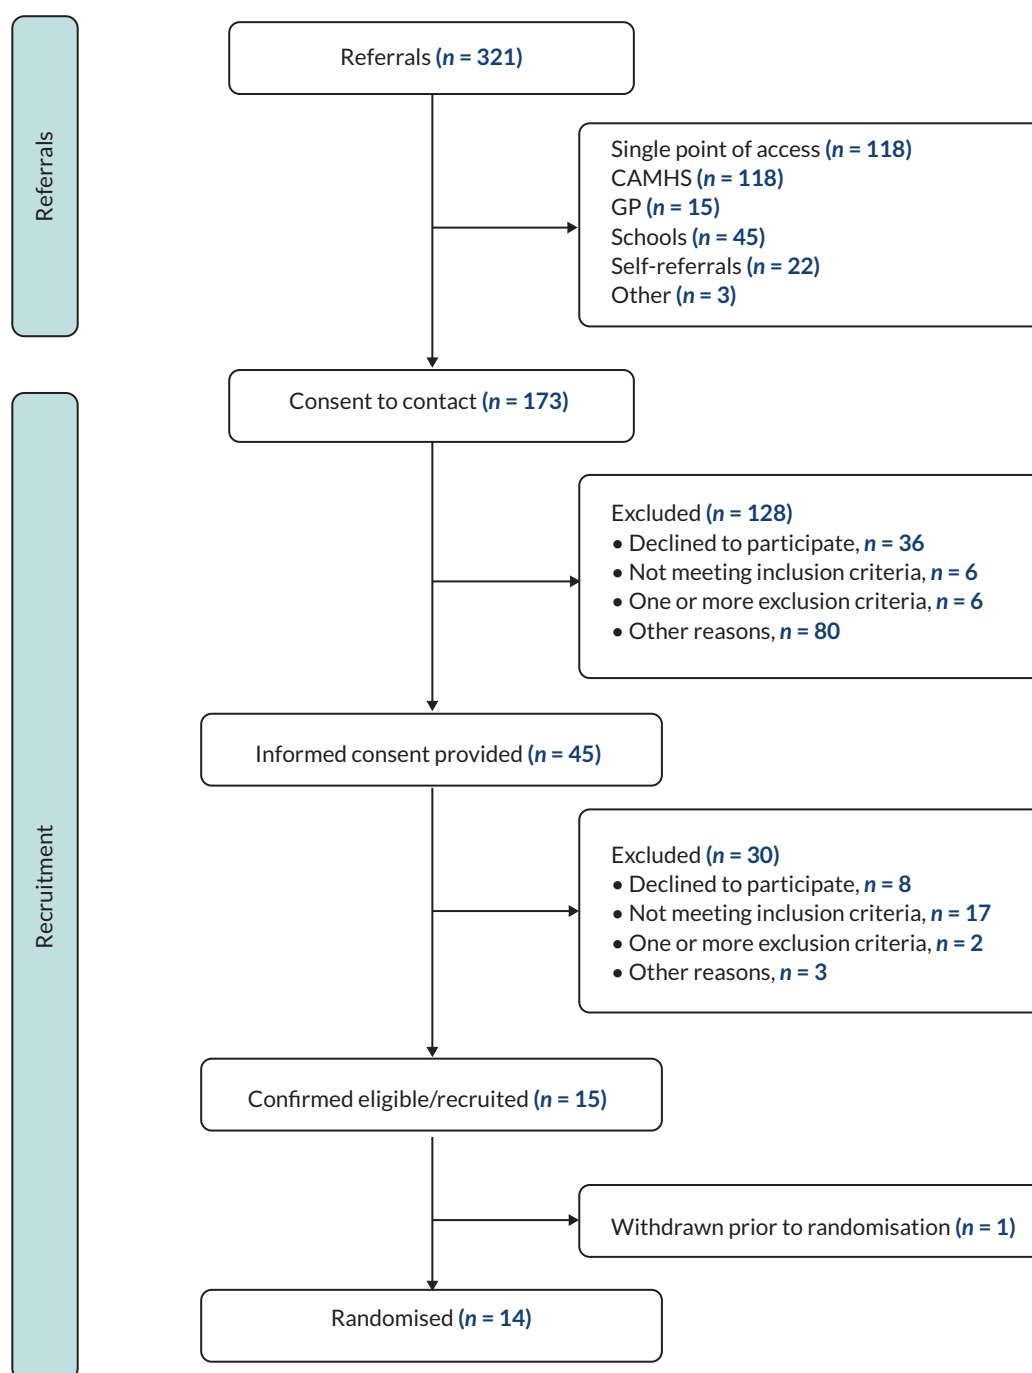 Referrals
Referrals (n = 321)
Single point of access (n = 118)
CAMHS (n = 118)
GP (n = 15)
Schools (n = 45)
Self-referrals (n = 22)
Other (n = 3)
Recruitment
Consent to contact (n = 173)
Excluded (n = 128)
• Declined to participate, n = 36
• Not meeting inclusion criteria, n = 6
• One or more exclusion criteria, n = 6
• Other reasons, n = 80
Informed consent provided (n = 45)
Excluded (n = 30)
• Declined to participate, n = 8
• Not meeting inclusion criteria, n = 17
• One or more exclusion criteria, n = 2
• Other reasons, n = 3
Confirmed eligible/recruited (n = 15)
Withdrawn prior to randomisation (n = 1)
Randomised (n = 14)